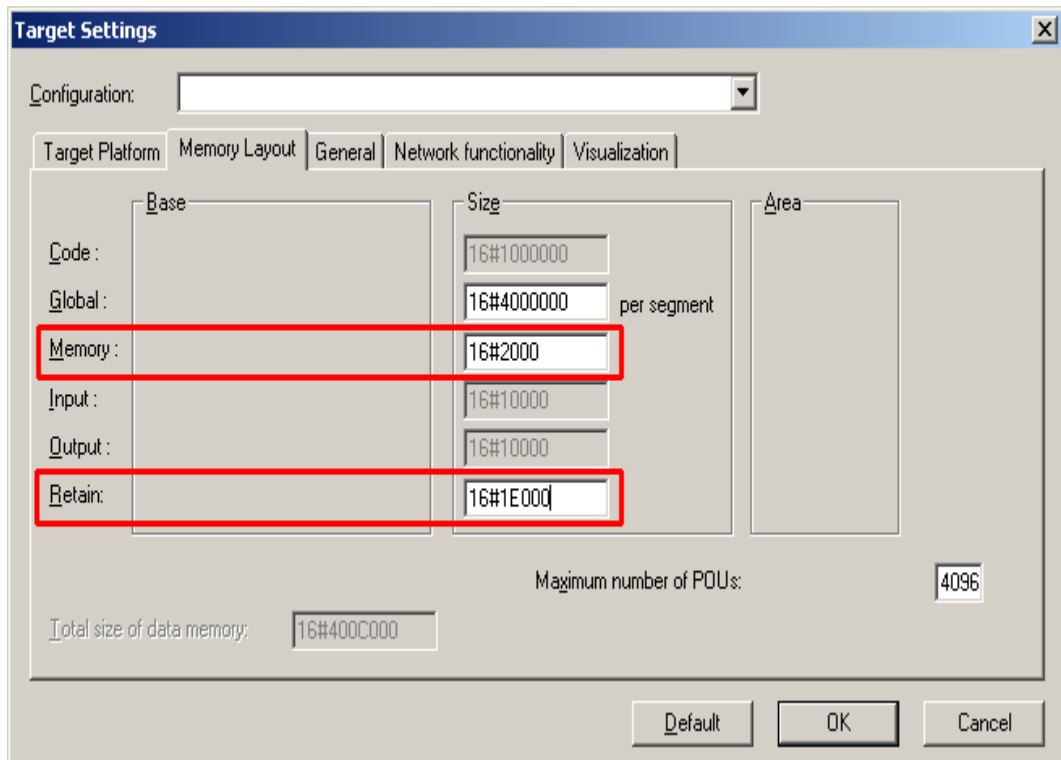 Target Settings
Configuration:
Target Platform Memory Layout General Network functionality Visualization
Base Size Area
Code : 16#1000000
Global : 16#4000000 per segment
Memory : 16#2000
Input : 16#10000
Output : 16#10000
Retain: 16#1E000
Maximum number of POUs: 4096
Total size of data memory: 16#400C000
Default OK Cancel